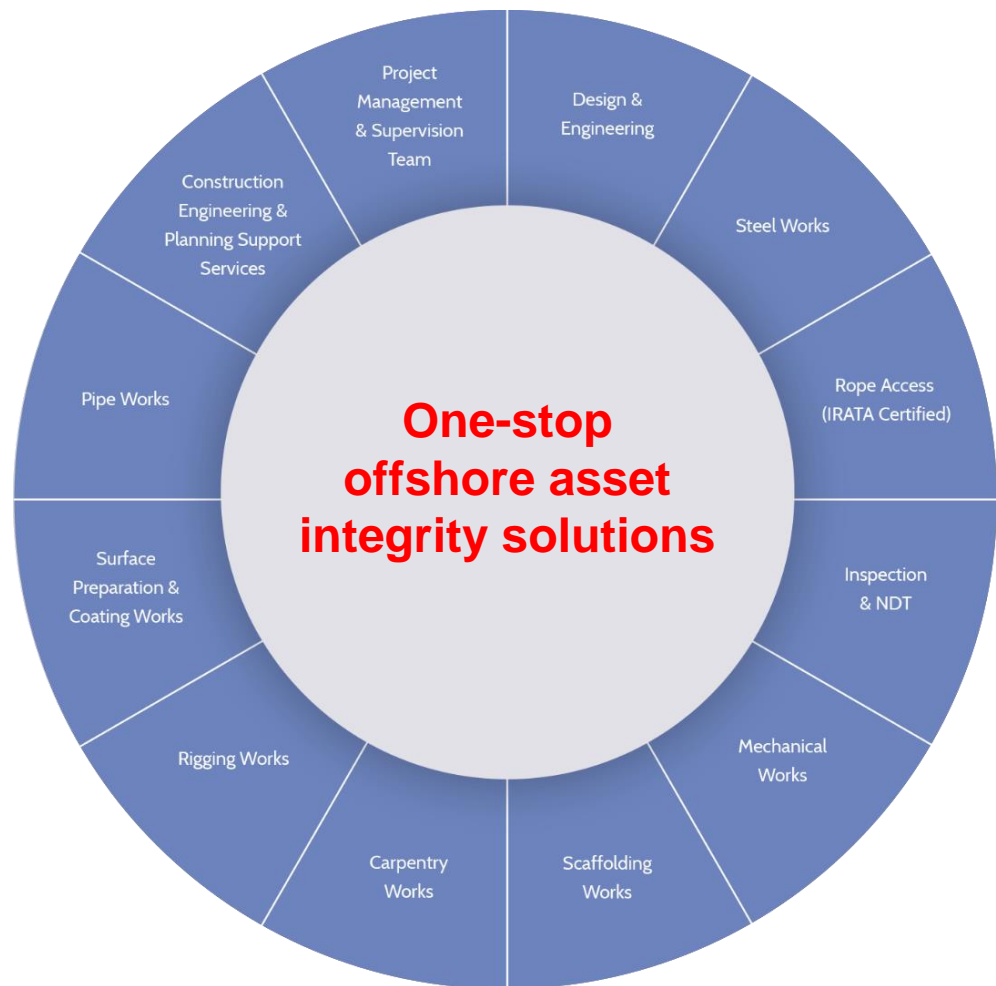 Project
Management
& Supervision
Team
Design &
Engineering
Steel Works
Rope Access
(IRATA Certified)
Inspection
& NDT
Mechanical
Works
Scaffolding
Works
Carpentry
Works
Rigging Works
Surface
Preparation &
Coating Works
Pipe Works
Construction
Engineering &
Planning Support
Services
One-stop
offshore asset
integrity solutions